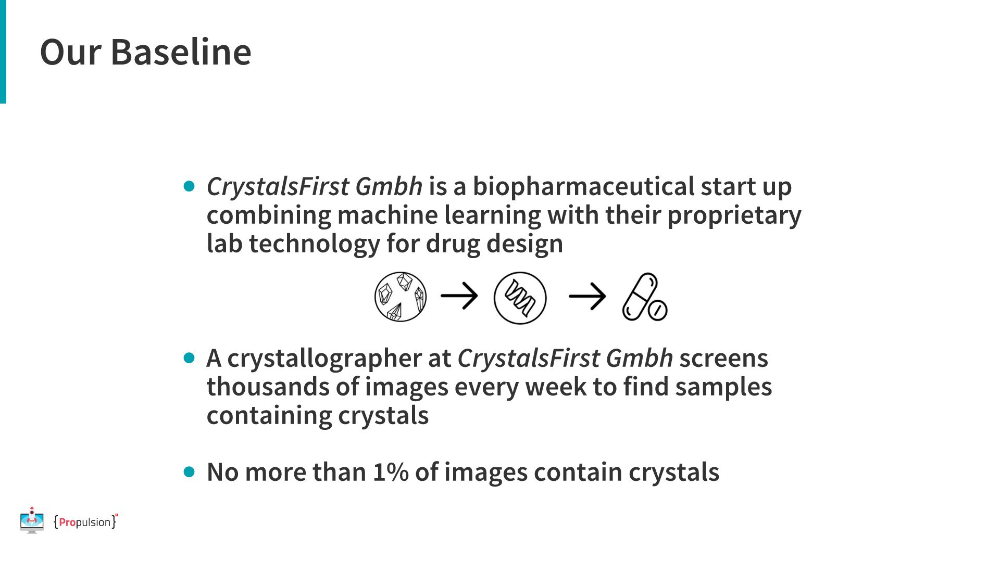 Our Baseline
CrystalsFirst Gmbh is a biopharmaceutical start up
combining machine learning with their proprietary
lab technology for drug design
A crystallographer at CrystalsFirst Gmbh screens
thousands of images every week to find samples
containing crystals
No more than 1% of images contain crystals
{Propulsion}